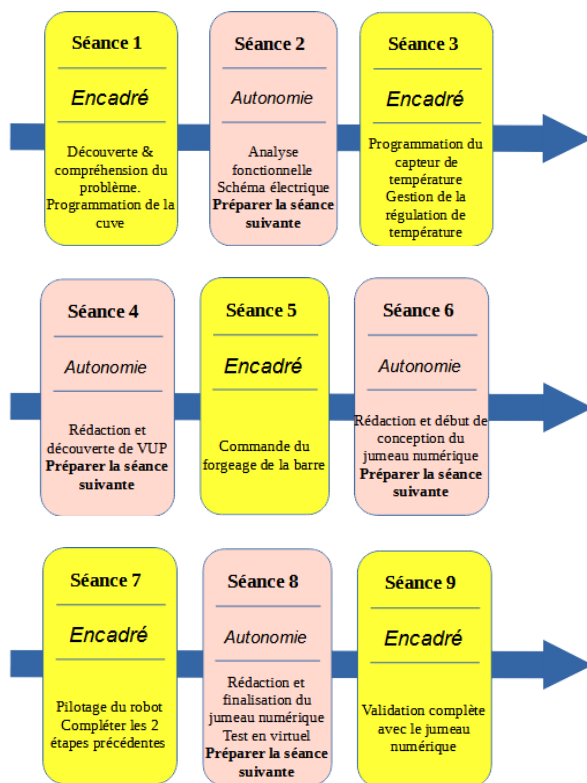 Séance 1
Encadré
Découverte &
compréhension du
problème.
Programmation de la
cuve
Séance 2
Autonomie
Analyse
fonctionnelle
Schéma électrique
Préparer la séance
suivante
Séance 3
Encadré
Programmation du
capteur de
température
Gestion de la
régulation de
température
Séance 4
Autonomie
Rédaction et
découverte de VUP
Préparer la séance
suivante
Séance 5
Encadré
Commande du
forgeage de la barre
Séance 6
Autonomie
Rédaction et début de
conception du
jumeau numérique
Préparer la séance
suivante
Séance 7
Encadré
Pilotage du robot
Compléter les 2
étapes précédentes
Séance 8
Autonomie
Rédaction et
finalisation du
jumeau numérique
Test en virtuel
Préparer la séance
suivante
Séance 9
Encadré
Validation complète
avec le jumeau
numérique